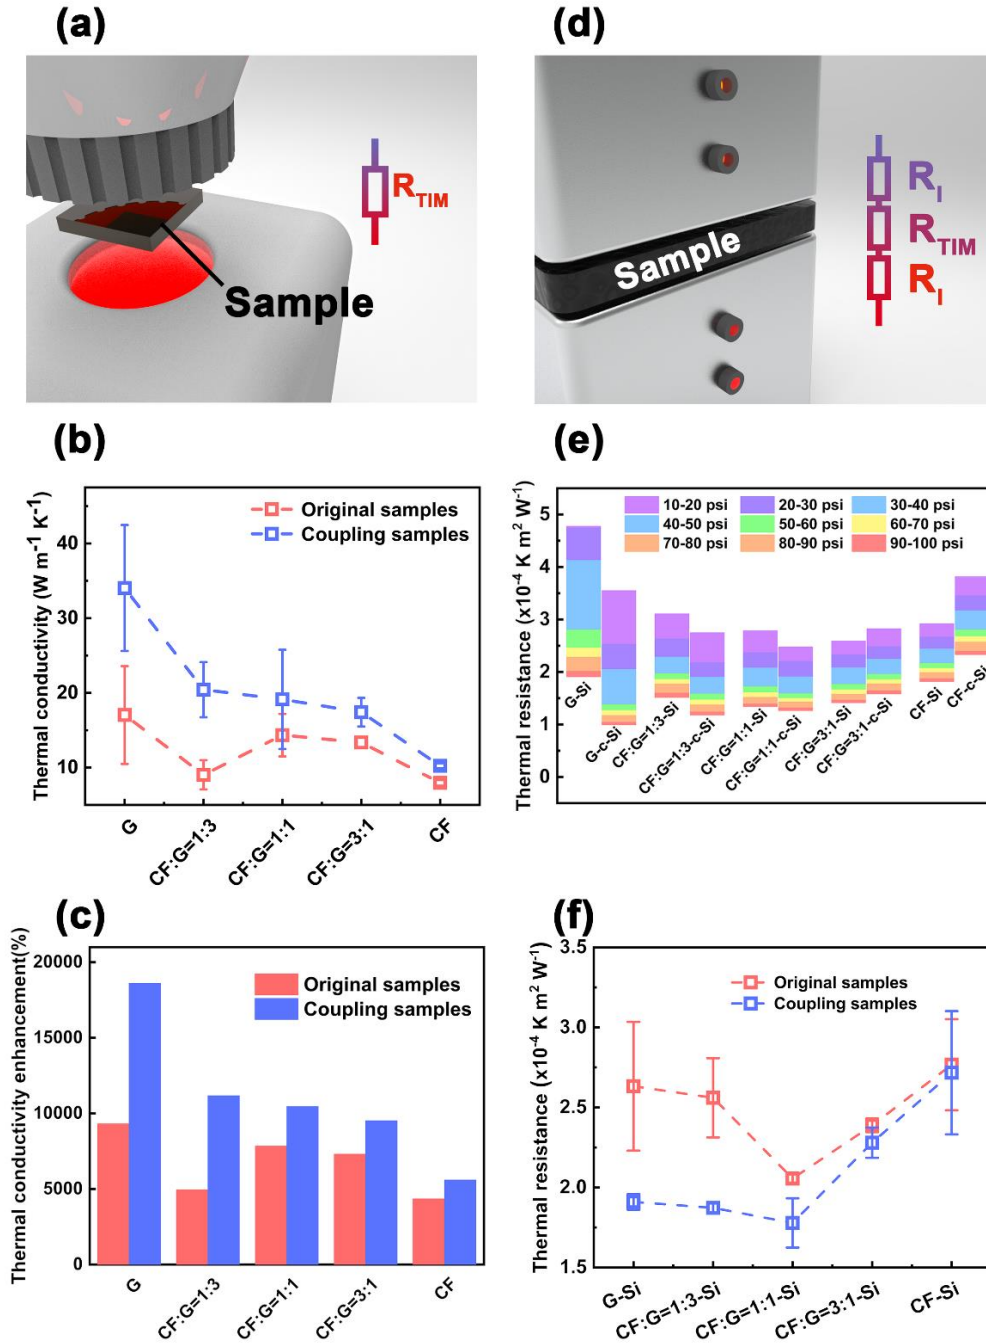 (a)
R_TIM
Sample
(d)
Sample
R_I
R_TIM
R_I
(b)
Thermal conductivity (W m⁻¹ K⁻¹)
40
30
20
10
Original samples
Coupling samples
G
CF:G=1:3
CF:G=1:1
CF:G=3:1
CF
(e)
Thermal resistance (x10⁻⁴ K m² W⁻¹)
5
4
3
2
1
0
10-20 psi
20-30 psi
30-40 psi
40-50 psi
50-60 psi
60-70 psi
70-80 psi
80-90 psi
90-100 psi
G-Si
G-c-Si
CF:G=1:3-Si
CF:G=1:3-c-Si
CF:G=1:1-Si
CF:G=1:1-c-Si
CF:G=3:1-Si
CF:G=3:1-c-Si
CF-Si
CF-c-Si
(c)
Thermal conductivity enhancement(%)
20000
15000
10000
5000
0
Original samples
Coupling samples
G
CF:G=1:3
CF:G=1:1
CF:G=3:1
CF
(f)
Thermal resistance (x10⁻⁴ K m² W⁻¹)
3.5
3.0
2.5
2.0
1.5
Original samples
Coupling samples
G-Si
CF:G=1:3-Si
CF:G=1:1-Si
CF:G=3:1-Si
CF-Si